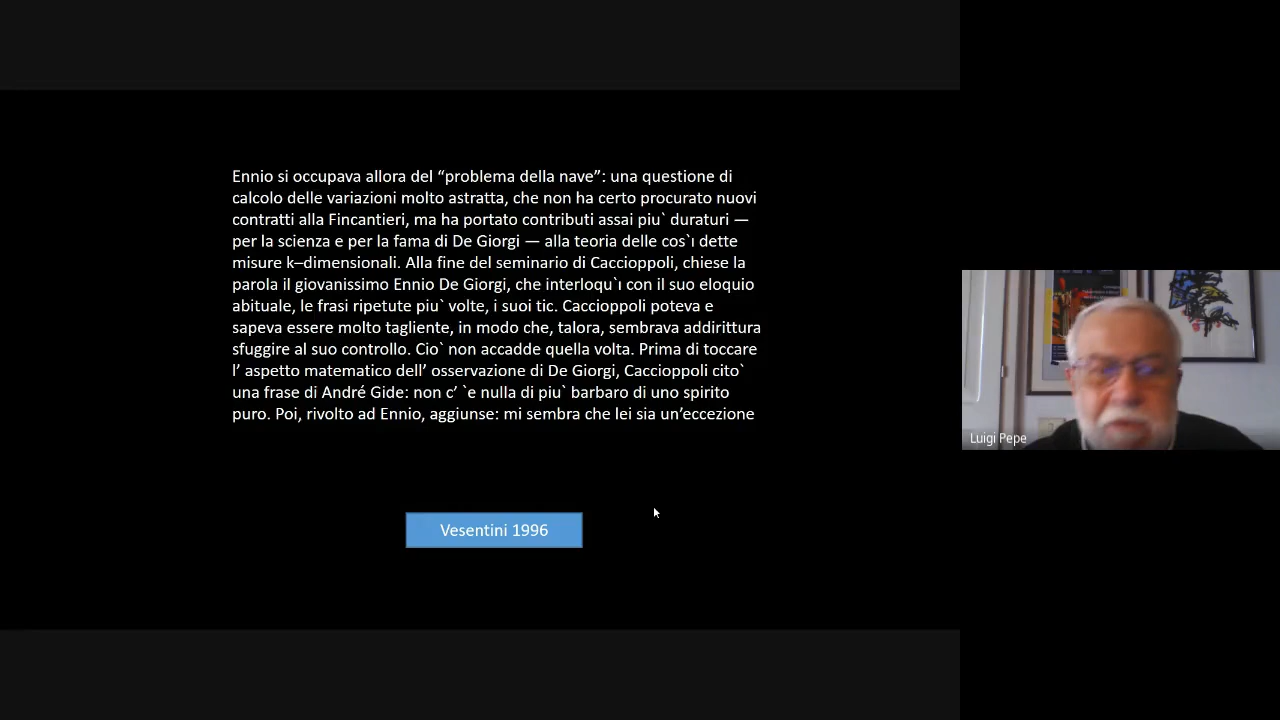 Ennio si occupava allora del “problema della nave”: una questione di
calcolo delle variazioni molto astratta, che non ha certo procurato nuovi
contratti alla Fincantieri, ma ha portato contributi assai piu` duraturi —
per la scienza e per la fama di De Giorgi — alla teoria delle cos`ı dette
misure k–dimensionali. Alla fine del seminario di Caccioppoli, chiese la
parola il giovanissimo Ennio De Giorgi, che interloqu`ı con il suo eloquio
abituale, le frasi ripetute piu` volte, i suoi tic. Caccioppoli poteva e
sapeva essere molto tagliente, in modo che, talora, sembrava addirittura
sfuggire al suo controllo. Cio` non accadde quella volta. Prima di toccare
l’ aspetto matematico dell’ osservazione di De Giorgi, Caccioppoli cito`
una frase di André Gide: non c’ `e nulla di piu` barbaro di uno spirito
puro. Poi, rivolto ad Ennio, aggiunse: mi sembra che lei sia un’eccezione
Vesentini 1996
Luigi Pepe